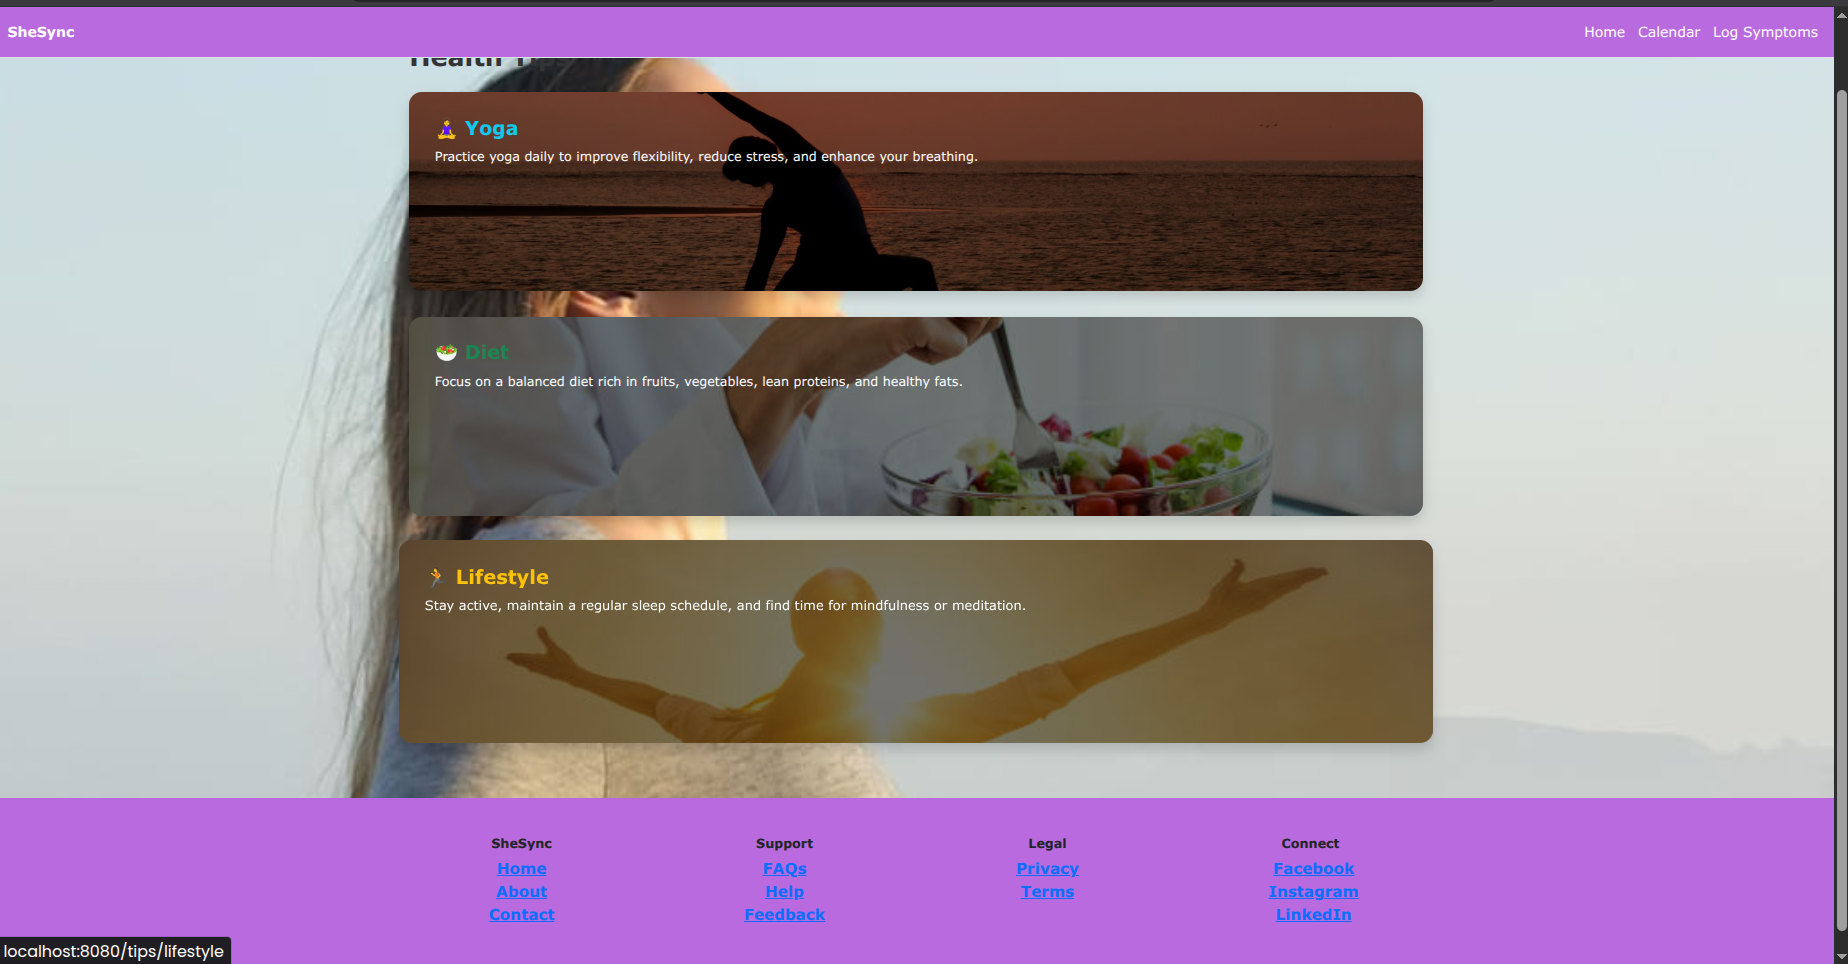 SheSync
Home Calendar Log Symptoms
Health Tips
Yoga
Practice yoga daily to improve flexibility, reduce stress, and enhance your breathing.
Diet
Focus on a balanced diet rich in fruits, vegetables, lean proteins, and healthy fats.
Lifestyle
Stay active, maintain a regular sleep schedule, and find time for mindfulness or meditation.
SheSync
Home
About
Contact
Support
FAQs
Help
Feedback
Legal
Privacy
Terms
Connect
Facebook
Instagram
LinkedIn
localhost:8080/tips/lifestyle